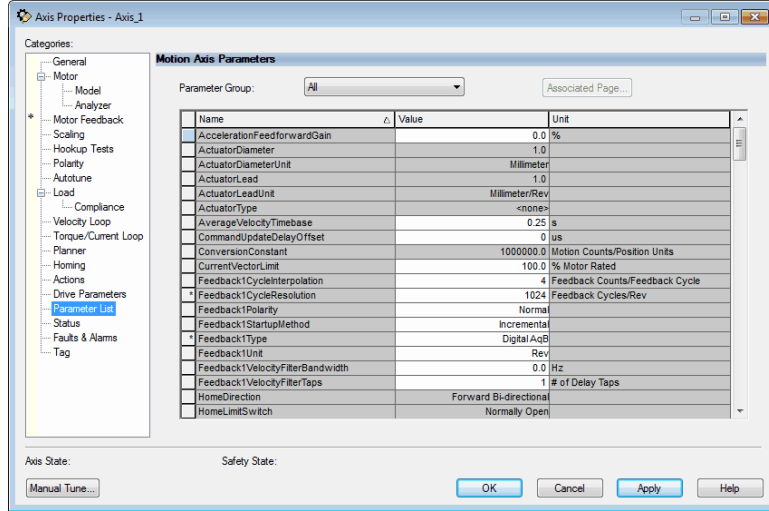 Axis Properties - Axis_1
Categories:
General
Motor
Model
Analyzer
* Motor Feedback
Scaling
Hookup Tests
Polarity
Autotune
Load
Compliance
Velocity Loop
Torque/Current Loop
Planner
Homing
Actions
Drive Parameters
Parameter List
Status
Faults & Alarms
Tag
Motion Axis Parameters
Parameter Group: All Associated Page...
Name Value Unit
AccelerationFeedforwardGain 0.0 %
ActuatorDiameter 1.0
ActuatorDiameterUnit Millimeter
ActuatorLead 1.0
ActuatorLeadUnit Millimeter/Rev
ActuatorType <none>
AverageVelocityTimebase 0.25 s
CommandUpdateDelayOffset 0 us
ConversionConstant 1000000.0 Motion Counts/Position Units
CurrentVectorLimit 100.0 % Motor Rated
Feedback1CycleInterpolation 4 Feedback Counts/Feedback Cycle
* Feedback1CycleResolution 1024 Feedback Cycles/Rev
Feedback1Polarity Normal
Feedback1StartupMethod Incremental
* Feedback1Type Digital AqB
Feedback1Unit Rev
Feedback1VelocityFilterBandwidth 0.0 Hz
Feedback1VelocityFilterTaps 1 # of Delay Taps
HomeDirection Forward Bi-directional
HomeLimitSwitch Normally Open
Axis State: Safety State:
Manual Tune... OK Cancel Apply Help